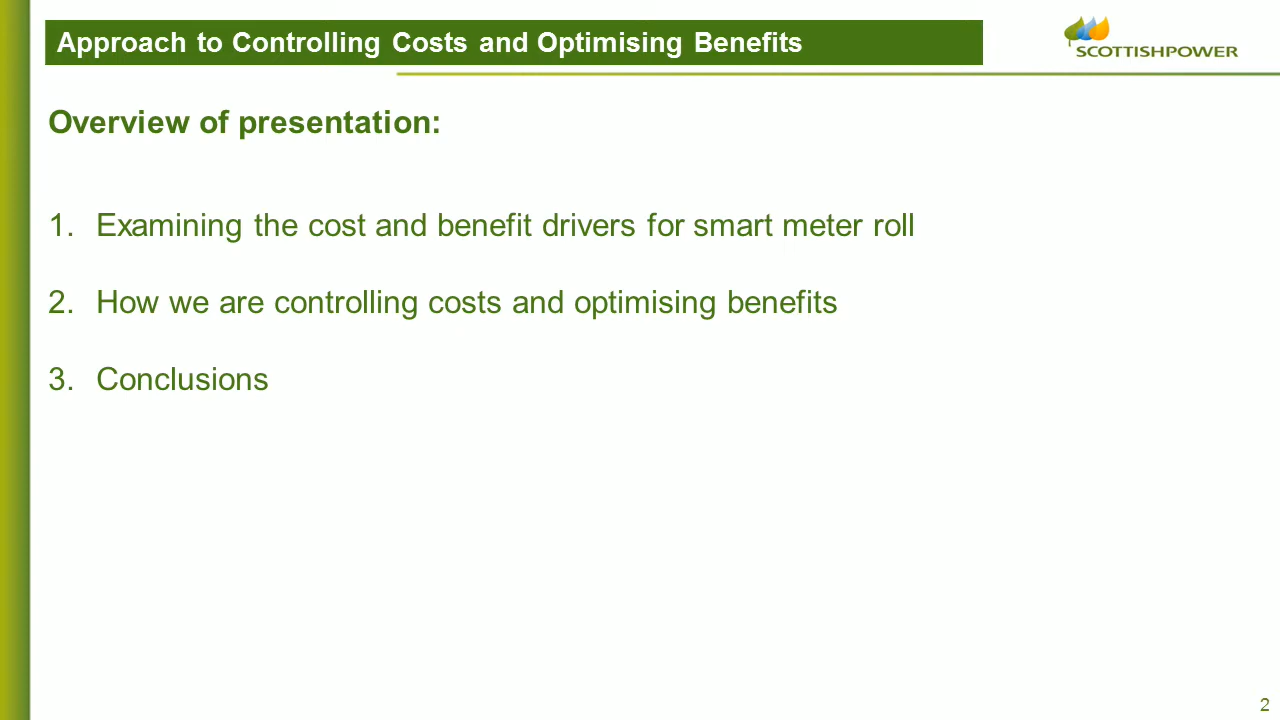 Approach to Controlling Costs and Optimising Benefits
SCOTTISHPOWER
Overview of presentation:
1. Examining the cost and benefit drivers for smart meter roll
2. How we are controlling costs and optimising benefits
3. Conclusions
2